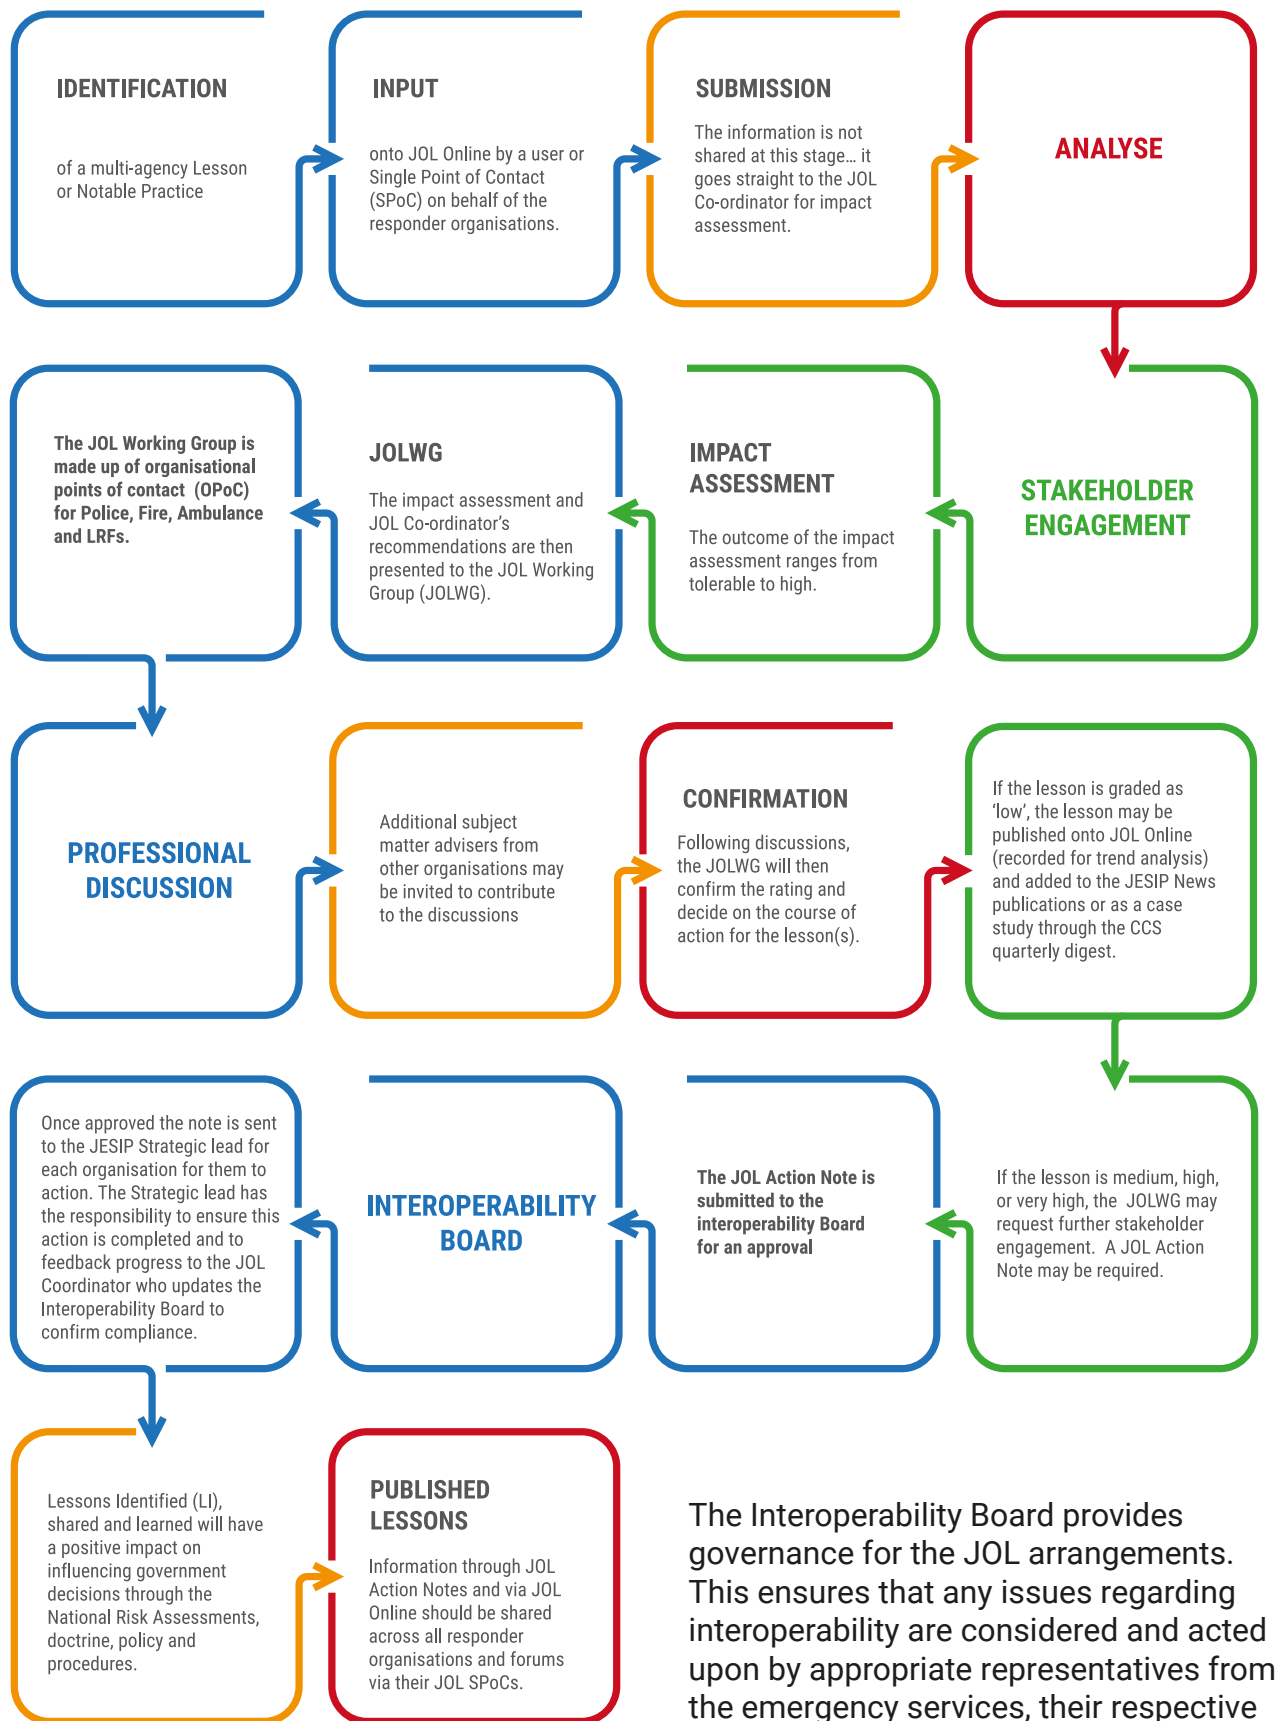 IDENTIFICATION
of a multi-agency Lesson
or Notable Practice
INPUT
onto JOL Online by a user or
Single Point of Contact
(SPoC) on behalf of the
responder organisations.
SUBMISSION
The information is not
shared at this stage... it
goes straight to the JOL
Co-ordinator for impact
assessment.
ANALYSE
STAKEHOLDER
ENGAGEMENT
IMPACT
ASSESSMENT
The outcome of the impact
assessment ranges from
tolerable to high.
JOLWG
The impact assessment and
JOL Co-ordinator's
recommendations are then
presented to the JOL Working
Group (JOLWG).
The JOL Working Group is
made up of organisational
points of contact (OPoC)
for Police, Fire, Ambulance
and LRFs.
PROFESSIONAL
DISCUSSION
Additional subject
matter advisers from
other organisations may
be invited to contribute
to the discussions
CONFIRMATION
Following discussions,
the JOLWG will then
confirm the rating and
decide on the course of
action for the lesson(s).
If the lesson is graded as
'low', the lesson may be
published onto JOL Online
(recorded for trend analysis)
and added to the JESIP News
publications or as a case
study through the CCS
quarterly digest.
If the lesson is medium, high,
or very high, the JOLWG may
request further stakeholder
engagement. A JOL Action
Note may be required.
The JOL Action Note is
submitted to the
interoperability Board
for an approval
INTEROPERABILITY
BOARD
Once approved the note is sent
to the JESIP Strategic lead for
each organisation for them to
action. The Strategic lead has
the responsibility to ensure this
action is completed and to
feedback progress to the JOL
Coordinator who updates the
Interoperability Board to
confirm compliance.
Lessons Identified (LI),
shared and learned will have
a positive impact on
influencing government
decisions through the
National Risk Assessments,
doctrine, policy and
procedures.
PUBLISHED
LESSONS
Information through JOL
Action Notes and via JOL
Online should be shared
across all responder
organisations and forums
via their JOL SPoCs.
The Interoperability Board provides
governance for the JOL arrangements.
This ensures that any issues regarding
interoperability are considered and acted
upon by appropriate representatives from
the emergency services, their respective